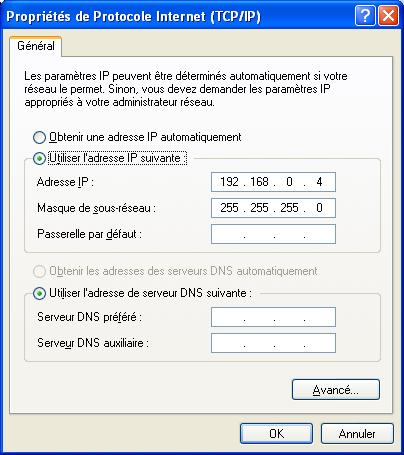 Propriétés de Protocole Internet (TCP/IP)
Général
Les paramètres IP peuvent être déterminés automatiquement si votre
réseau le permet. Sinon, vous devez demander les paramètres IP
appropriés à votre administrateur réseau.
Obtenir une adresse IP automatiquement
Utiliser l'adresse IP suivante :
Adresse IP : 192 . 168 . 0 . 4
Masque de sous-réseau : 255 . 255 . 255 . 0
Passerelle par défaut : . . .
Obtenir les adresses des serveurs DNS automatiquement
Utiliser l'adresse de serveur DNS suivante :
Serveur DNS préféré : . . .
Serveur DNS auxiliaire : . . .
Avancé...
OK Annuler